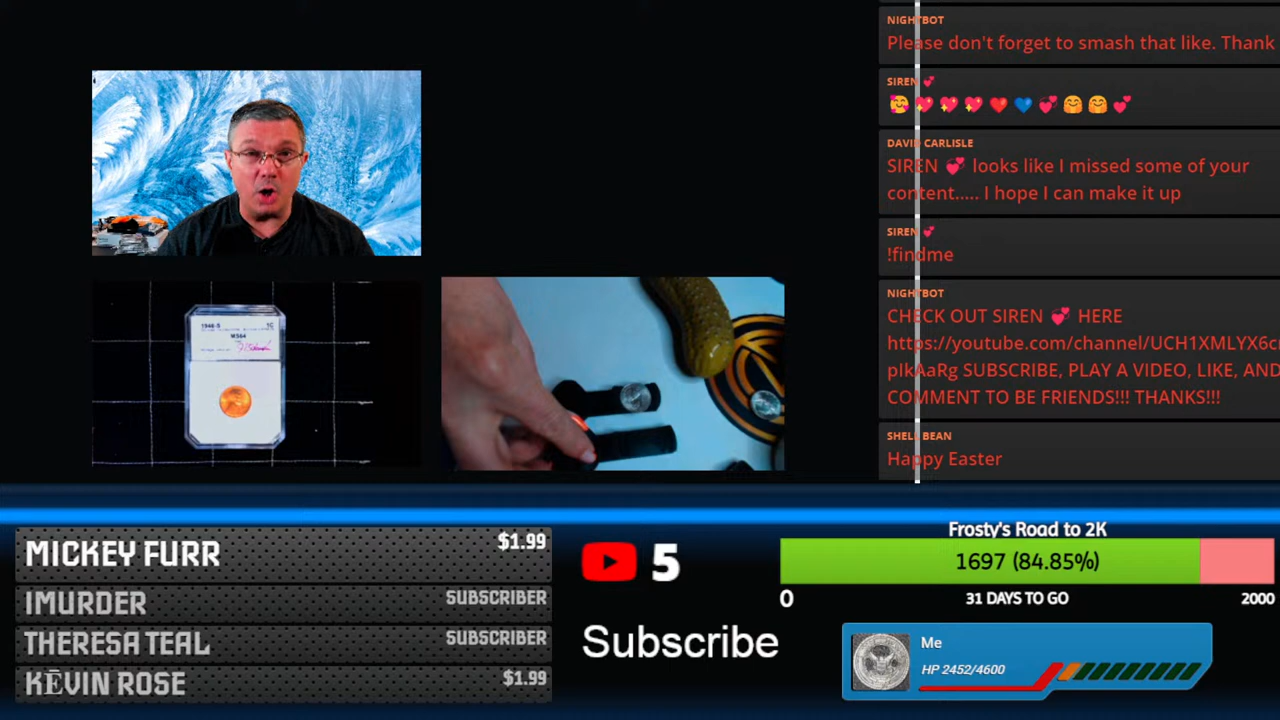 NIGHTBOT
Please don't forget to smash that like. Thank
SIREN 💕
🥰 💖 💖 💖 ❤️ 💙 💞 🤗 🤗 💕
DAVID CARLISLE
SIREN 💕 looks like I missed some of your
content..... I hope I can make it up
SIREN 💕
!findme
NIGHTBOT
CHECK OUT SIREN 💕 HERE
https://youtube.com/channel/UCH1XMLYX6c
pIkAaRg SUBSCRIBE, PLAY A VIDEO, LIKE, AND
COMMENT TO BE FRIENDS!!! THANKS!!!
SHELL BEAN
Happy Easter
1946-S 1C
MS64
MICKEY FURR $1.99
IMURDER SUBSCRIBER
THERESA TEAL SUBSCRIBER
KEVIN ROSE $1.99
5
Subscribe
Frosty's Road to 2K
1697 (84.85%)
0 31 DAYS TO GO 2000
Me
HP 2452/4600